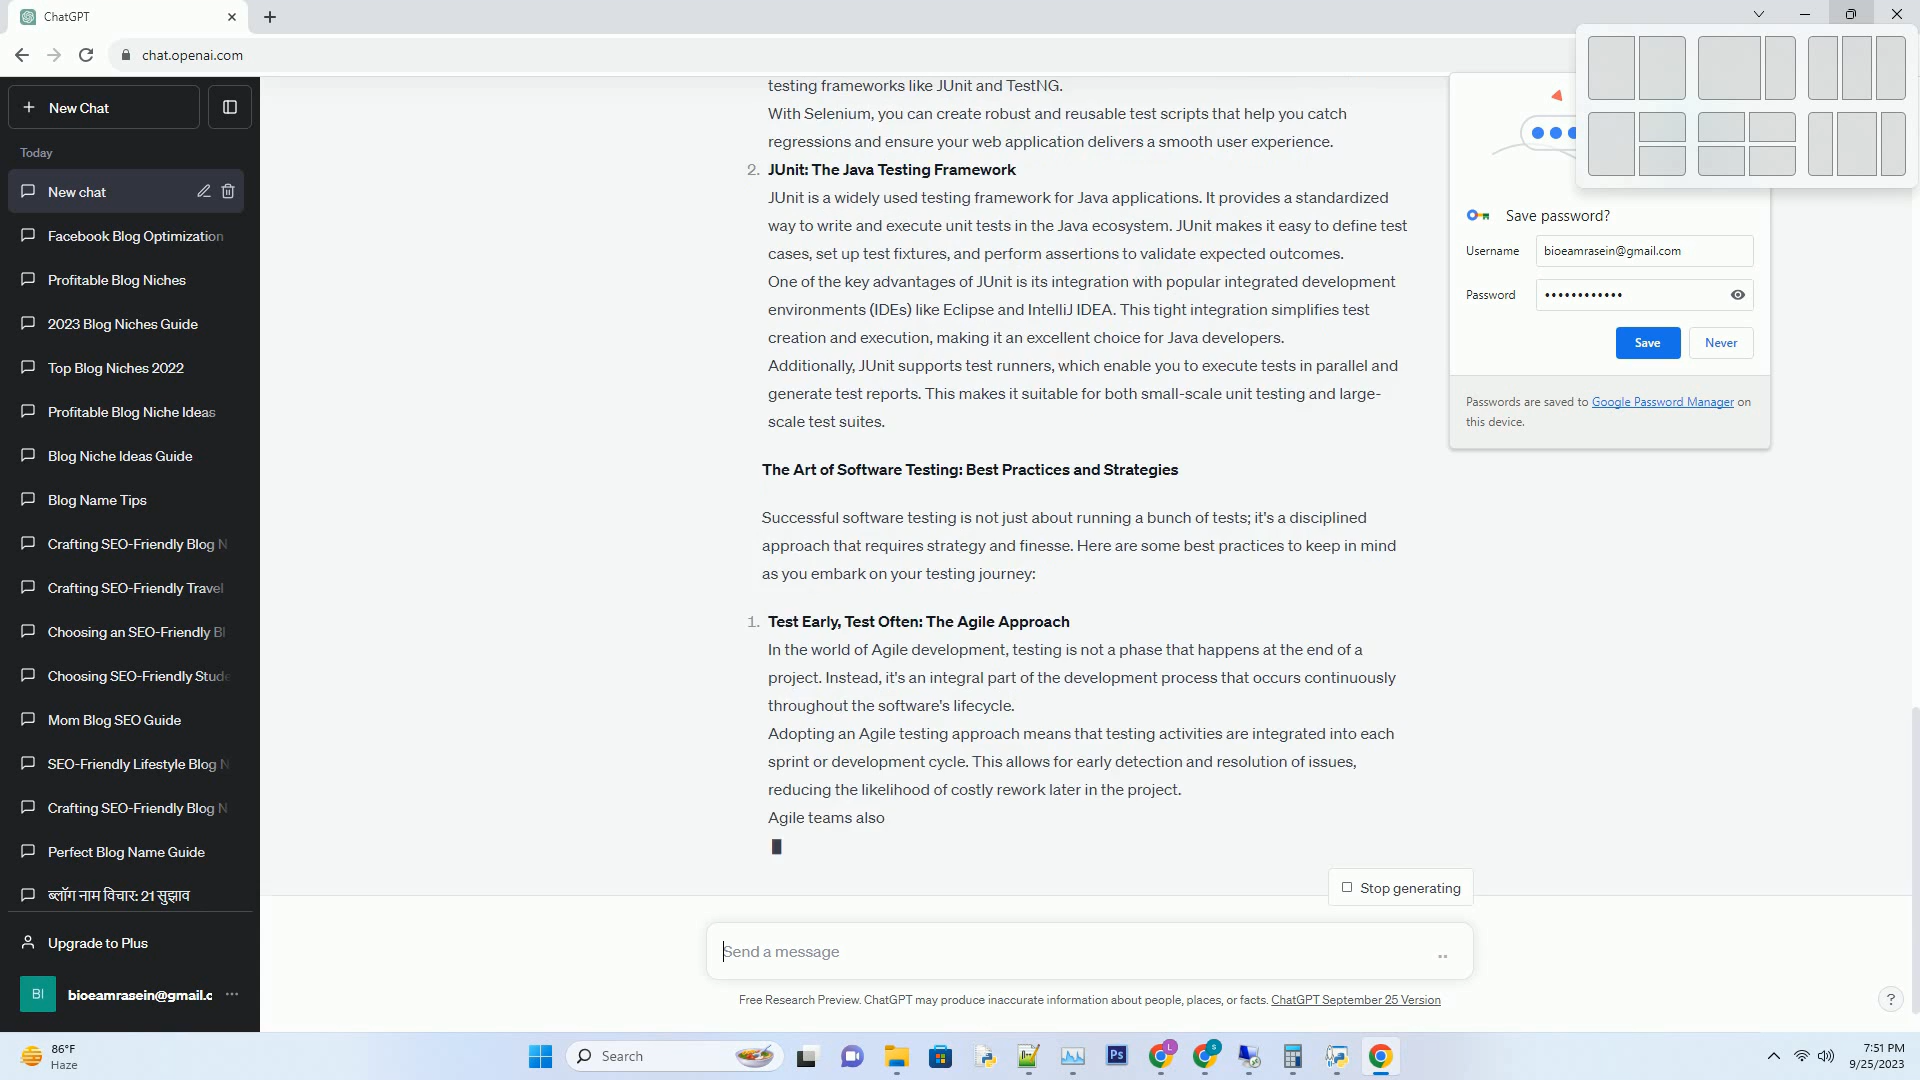 ChatGPT
chat.openai.com
New Chat
Today
New chat
Facebook Blog Optimization
Profitable Blog Niches
2023 Blog Niches Guide
Top Blog Niches 2022
Profitable Blog Niche Ideas
Blog Niche Ideas Guide
Blog Name Tips
Crafting SEO-Friendly Blog N
Crafting SEO-Friendly Travel
Choosing an SEO-Friendly Bl
Choosing SEO-Friendly Stude
Mom Blog SEO Guide
SEO-Friendly Lifestyle Blog N
Crafting SEO-Friendly Blog N
Perfect Blog Name Guide
ब्लॉग नाम विचार: 21 सुझाव
Upgrade to Plus
BI
bioeamrasein@gmail.c
testing frameworks like JUnit and TestNG.
With Selenium, you can create robust and reusable test scripts that help you catch
regressions and ensure your web application delivers a smooth user experience.
2. JUnit: The Java Testing Framework
JUnit is a widely used testing framework for Java applications. It provides a standardized
way to write and execute unit tests in the Java ecosystem. JUnit makes it easy to define test
cases, set up test fixtures, and perform assertions to validate expected outcomes.
One of the key advantages of JUnit is its integration with popular integrated development
environments (IDEs) like Eclipse and IntelliJ IDEA. This tight integration simplifies test
creation and execution, making it an excellent choice for Java developers.
Additionally, JUnit supports test runners, which enable you to execute tests in parallel and
generate test reports. This makes it suitable for both small-scale unit testing and large-
scale test suites.
The Art of Software Testing: Best Practices and Strategies
Successful software testing is not just about running a bunch of tests; it's a disciplined
approach that requires strategy and finesse. Here are some best practices to keep in mind
as you embark on your testing journey:
1. Test Early, Test Often: The Agile Approach
In the world of Agile development, testing is not a phase that happens at the end of a
project. Instead, it's an integral part of the development process that occurs continuously
throughout the software's lifecycle.
Adopting an Agile testing approach means that testing activities are integrated into each
sprint or development cycle. This allows for early detection and resolution of issues,
reducing the likelihood of costly rework later in the project.
Agile teams also
Stop generating
Send a message
Free Research Preview. ChatGPT may produce inaccurate information about people, places, or facts. ChatGPT September 25 Version
?
Save password?
Username
bioeamrasein@gmail.com
Password
Save
Never
Passwords are saved to Google Password Manager on
this device.
86°F
Haze
Search
Ps
L
S
7:51 PM
9/25/2023